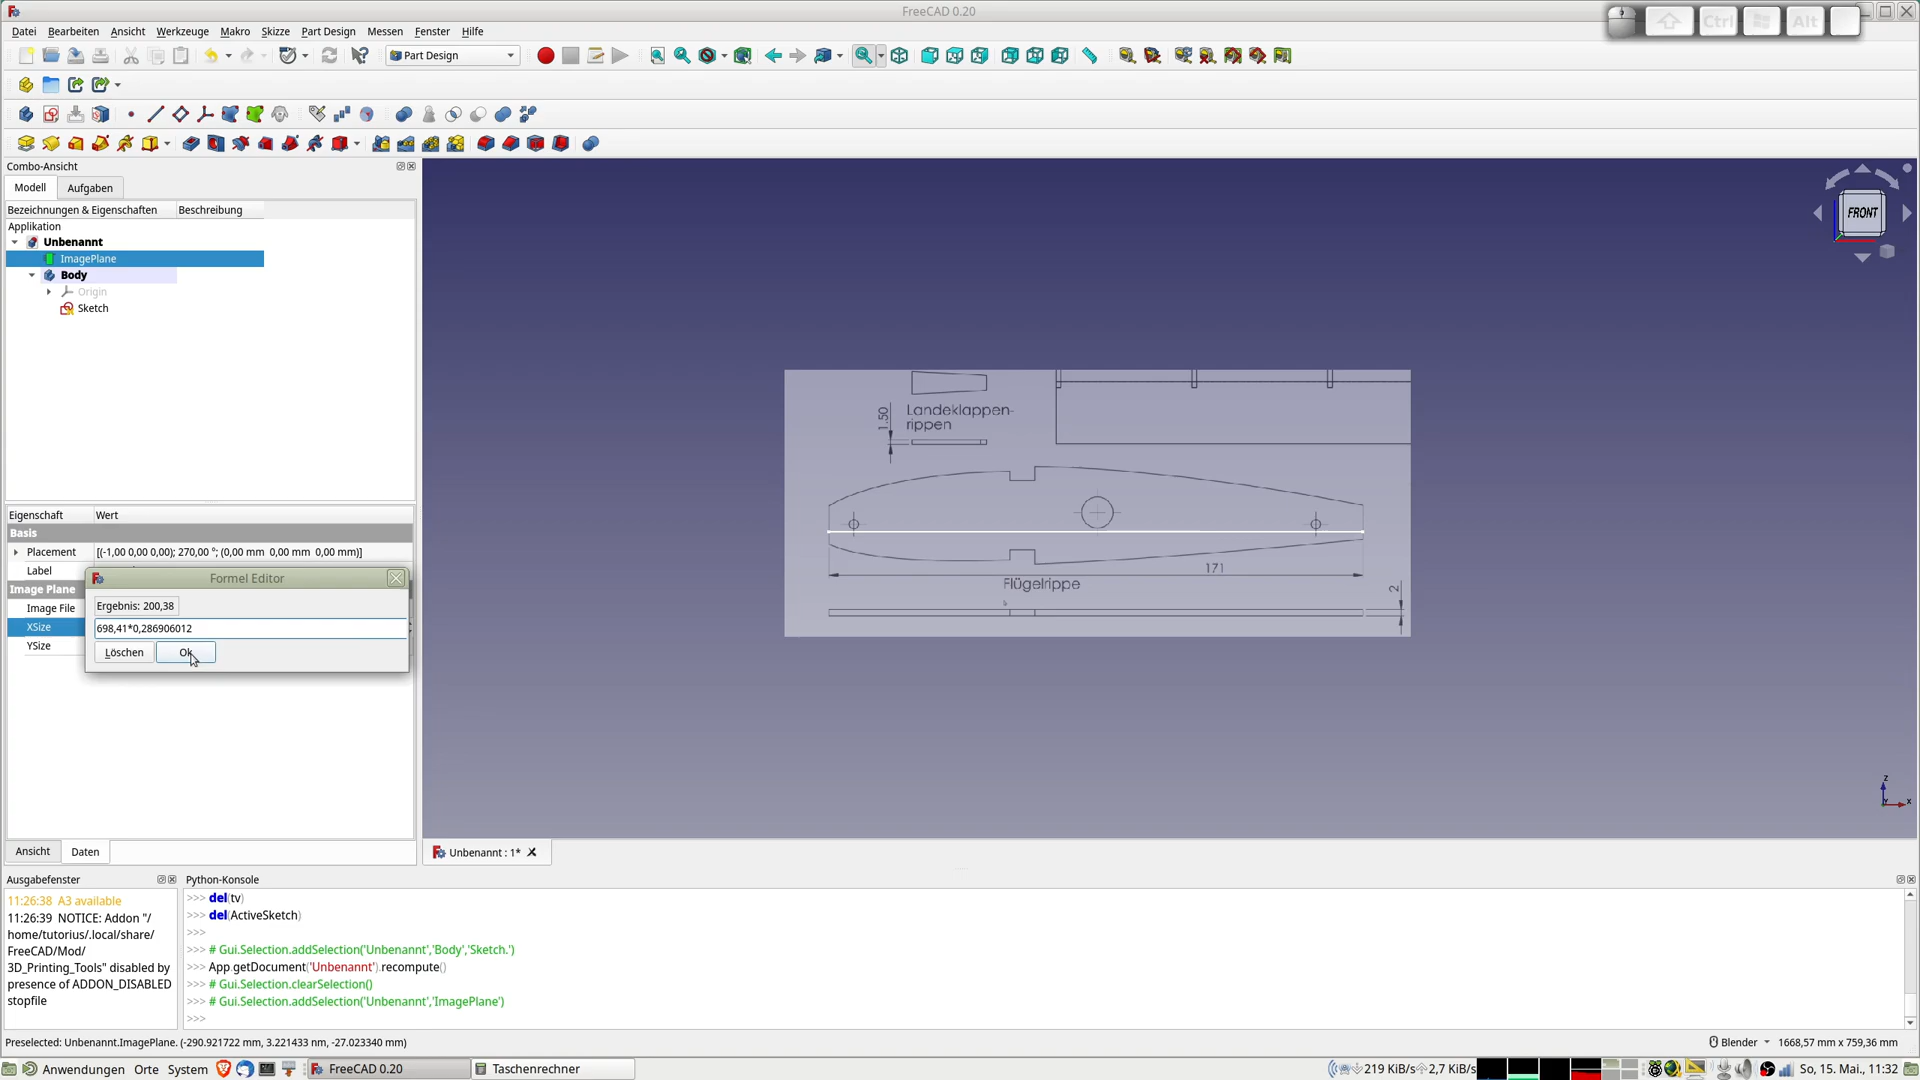 FreeCAD 0.20
Ctrl
Alt
Datei Bearbeiten Ansicht Werkzeuge Makro Skizze Part Design Messen Fenster Hilfe
Part Design
Combo-Ansicht
Modell Aufgaben
Bezeichnungen & Eigenschaften Beschreibung
Applikation
Unbenannt
ImagePlane
Body
Origin
Sketch
FRONT
1.50
Landeklappen-
rippen
171
Flügelrippe
2
z
x
Eigenschaft Wert
Basis
Placement [(-1,00 0,00 0,00); 270,00 °; (0,00 mm 0,00 mm 0,00 mm)]
Label
Image Plane
Image File
XSize
YSize
Formel Editor
Ergebnis: 200,38
698,41*0,286906012
Löschen Ok
Ansicht Daten
Unbenannt : 1*
Ausgabefenster
11:26:38 A3 available
11:26:39 NOTICE: Addon "/
home/tutorius/.local/share/
FreeCAD/Mod/
3D_Printing_Tools" disabled by
presence of ADDON_DISABLED
stopfile
Python-Konsole
>>> del(tv)
>>> del(ActiveSketch)
>>>
>>> # Gui.Selection.addSelection('Unbenannt','Body','Sketch.')
>>> App.getDocument('Unbenannt').recompute()
>>> # Gui.Selection.clearSelection()
>>> # Gui.Selection.addSelection('Unbenannt','ImagePlane')
>>>
Preselected: Unbenannt.ImagePlane. (-290.921722 mm, 3.221433 mm, -27.023340 mm)
Blender 1668,57 mm x 759,36 mm
Anwendungen Orte System FreeCAD 0.20 Taschenrechner
219 KiB/s 2,7 KiB/s So, 15. Mai., 11:32